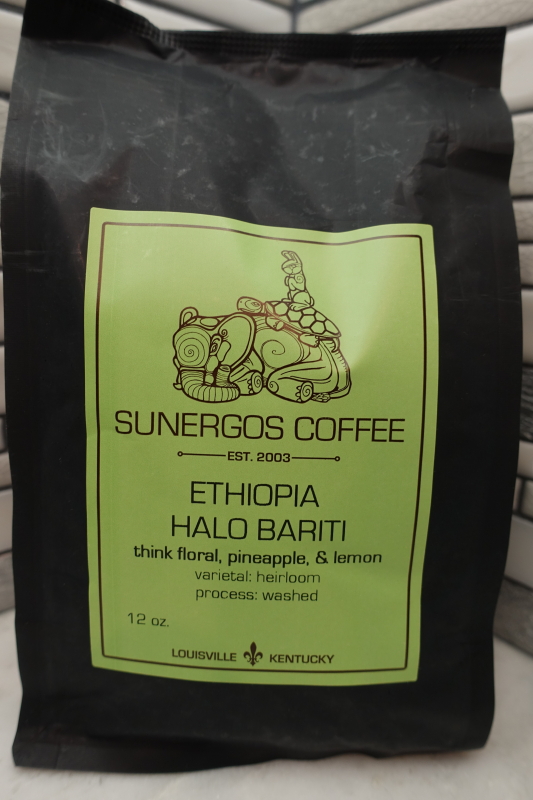 SUNERGOS COFFEE
EST. 2003
ETHIOPIA
HALO BARITI
think floral, pineapple, & lemon
varietal: heirloom
process: washed
12 oz.
LOUISVILLE KENTUCKY